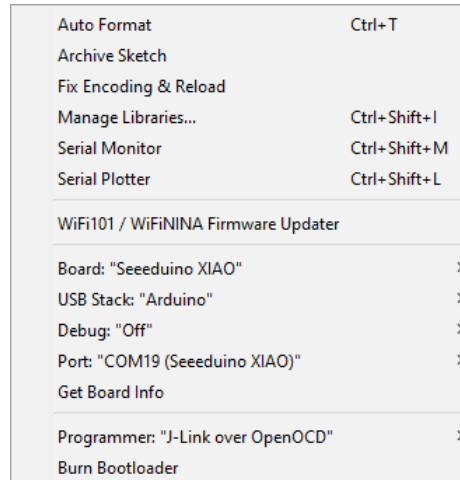 Auto Format Ctrl+T
Archive Sketch
Fix Encoding & Reload
Manage Libraries... Ctrl+Shift+I
Serial Monitor Ctrl+Shift+M
Serial Plotter Ctrl+Shift+L
WiFi101 / WiFiNINA Firmware Updater
Board: "Seeeduino XIAO"
USB Stack: "Arduino"
Debug: "Off"
Port: "COM19 (Seeeduino XIAO)"
Get Board Info
Programmer: "J-Link over OpenOCD"
Burn Bootloader